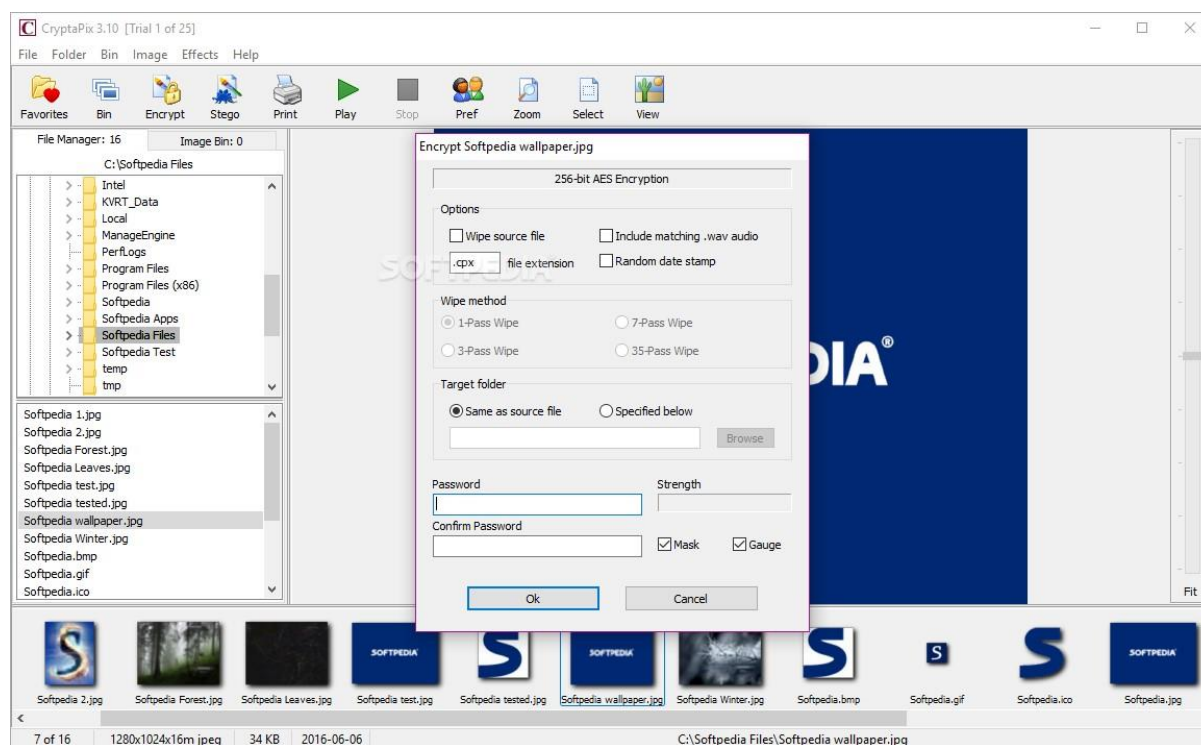 CryptaPix 3.10 [Trial 1 of 25]
File Folder Bin Image Effects Help
Favorites Bin Encrypt Stego Print Play Stop Pref Zoom Select View
File Manager: 16 Image Bin: 0
C:\Softpedia Files
Intel
KVRT_Data
Local
ManageEngine
PerfLogs
Program Files
Program Files (x86)
Softpedia
Softpedia Apps
Softpedia Files
Softpedia Test
temp
tmp
Softpedia 1.jpg
Softpedia 2.jpg
Softpedia Forest.jpg
Softpedia Leaves.jpg
Softpedia test.jpg
Softpedia tested.jpg
Softpedia wallpaper.jpg
Softpedia Winter.jpg
Softpedia.bmp
Softpedia.gif
Softpedia.ico
Encrypt Softpedia wallpaper.jpg
256-bit AES Encryption
Options
Wipe source file Include matching .wav audio
.cpx file extension Random date stamp
SOFTPEDIA
Wipe method
1-Pass Wipe 7-Pass Wipe
3-Pass Wipe 35-Pass Wipe
Target folder
Same as source file Specified below
Browse
Password Strength
Confirm Password
Mask Gauge
Ok Cancel
DIA®
Fit
S SOFTPEDIA S SOFTPEDIA S S S SOFTPEDIA
Softpedia 2.jpg Softpedia Forest.jpg Softpedia Leaves.jpg Softpedia test.jpg Softpedia tested.jpg Softpedia wallpaper.jpg Softpedia Winter.jpg Softpedia.bmp Softpedia.gif Softpedia.ico Softpedia.jpg
7 of 16 1280x1024x16m jpeg 34 KB 2016-06-06 C:\Softpedia Files\Softpedia wallpaper.jpg